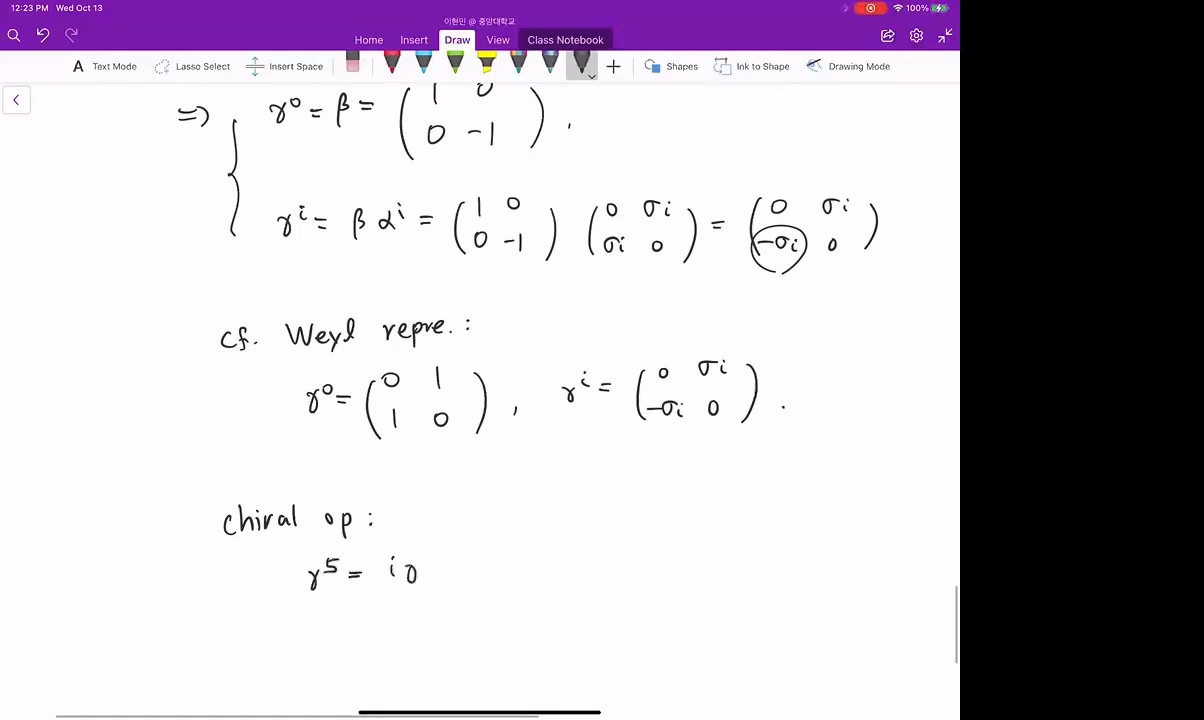 12:23 PM Wed Oct 13
100%
이현민 @ 중앙대학교
Home Insert Draw View Class Notebook
A Text Mode Lasso Select Insert Space Shapes Ink to Shape Drawing Mode
=> { γ⁰ = β = ( 1 0 ; 0 -1 ) .
γⁱ = β αⁱ = ( 1 0 ; 0 -1 ) ( 0 σi ; σi 0 ) = ( 0 σi ; -σi 0 )
cf. Weyl repre. :
γ⁰ = ( 0 1 ; 1 0 ) , γⁱ = ( 0 σi ; -σi 0 ) .
chiral op :
γ⁵ = i 0